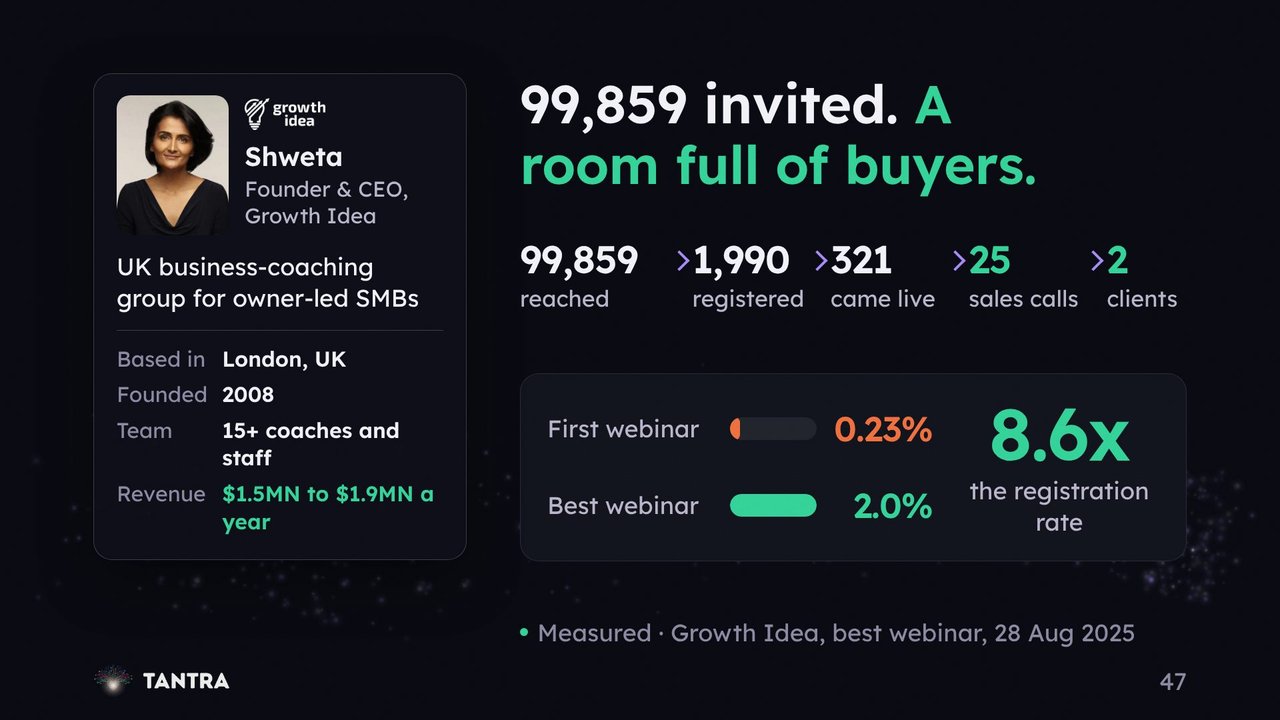 growth
idea
Shweta
Founder & CEO,
Growth Idea
UK business-coaching
group for owner-led SMBs
Based in London, UK
Founded 2008
Team 15+ coaches and
staff
Revenue $1.5MN to $1.9MN a
year
99,859 invited. A
room full of buyers.
99,859 1,990 321 25 2
reached registered came live sales calls clients
First webinar 0.23%
Best webinar 2.0%
8.6x
the registration
rate
Measured · Growth Idea, best webinar, 28 Aug 2025
TANTRA
47